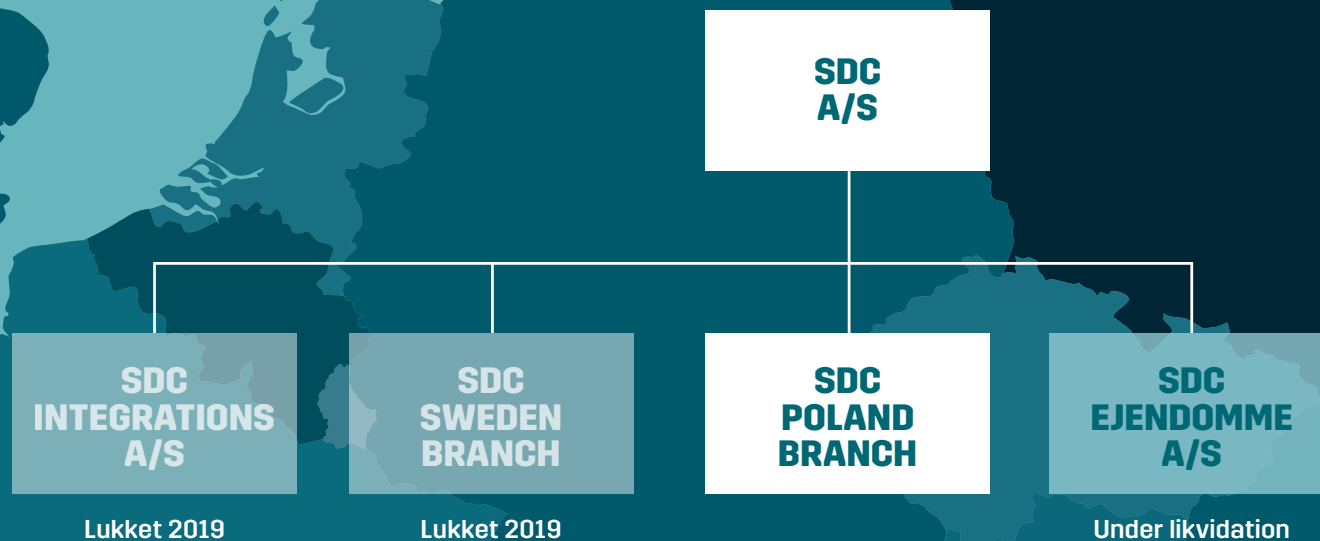 SDC
A/S
SDC
INTEGRATIONS
A/S
SDC
SWEDEN
BRANCH
SDC
POLAND
BRANCH
SDC
EJENDOMME
A/S
Lukket 2019
Lukket 2019
Under likvidation